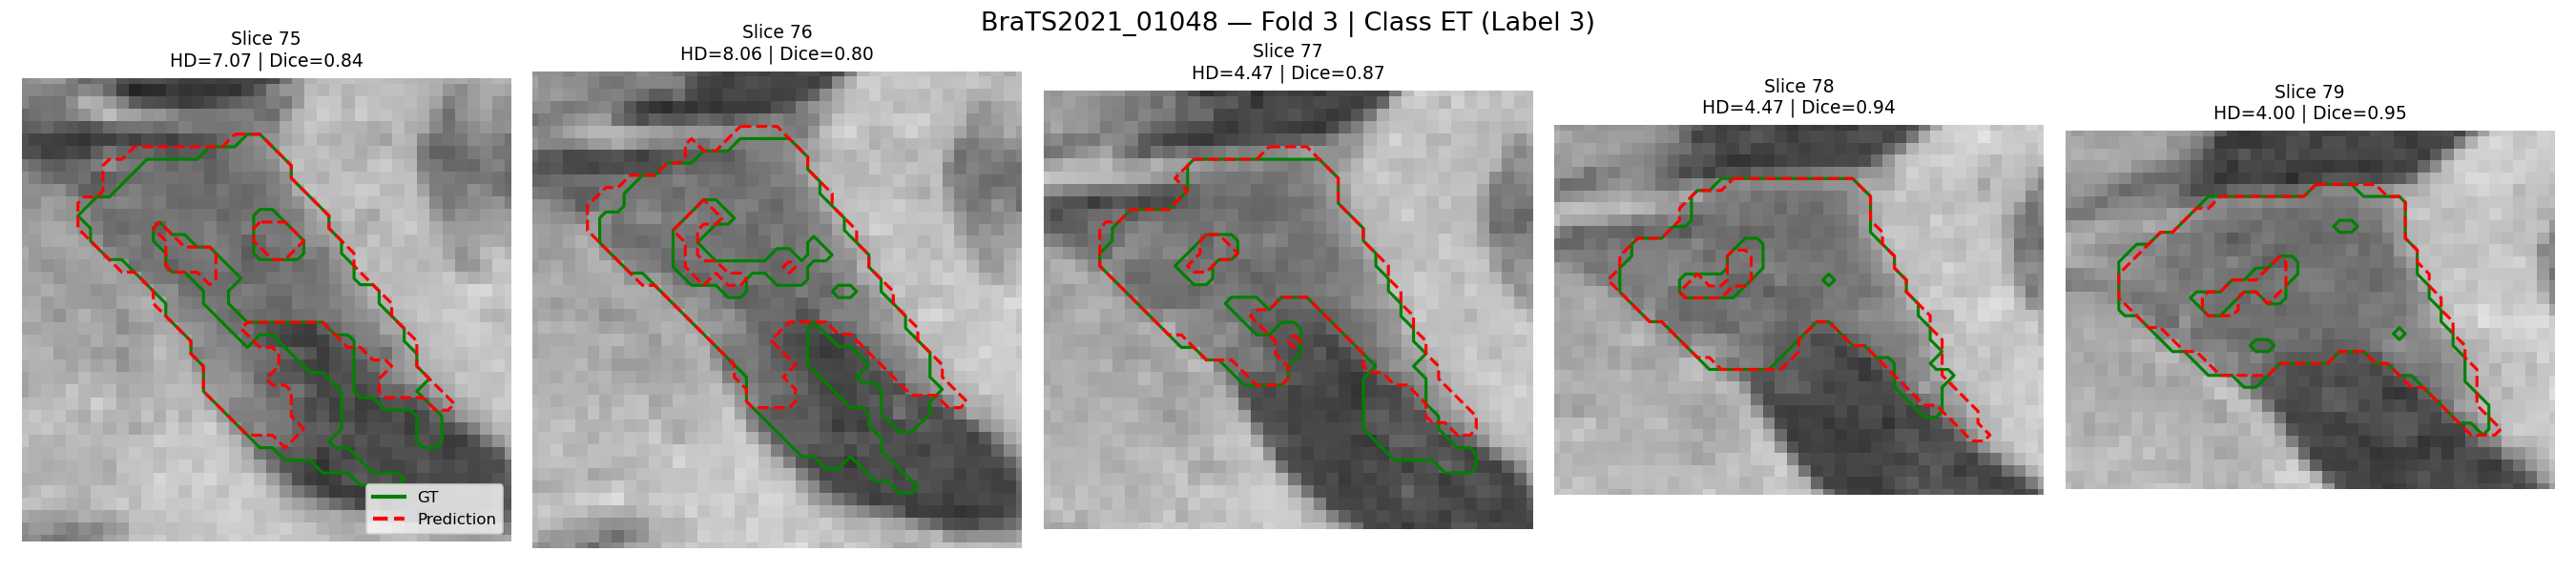 BraTS2021_01048 — Fold 3 | Class ET (Label 3)
Slice 75
HD=7.07 | Dice=0.84
Slice 76
HD=8.06 | Dice=0.80
Slice 77
HD=4.47 | Dice=0.87
Slice 78
HD=4.47 | Dice=0.94
Slice 79
HD=4.00 | Dice=0.95
GT
Prediction